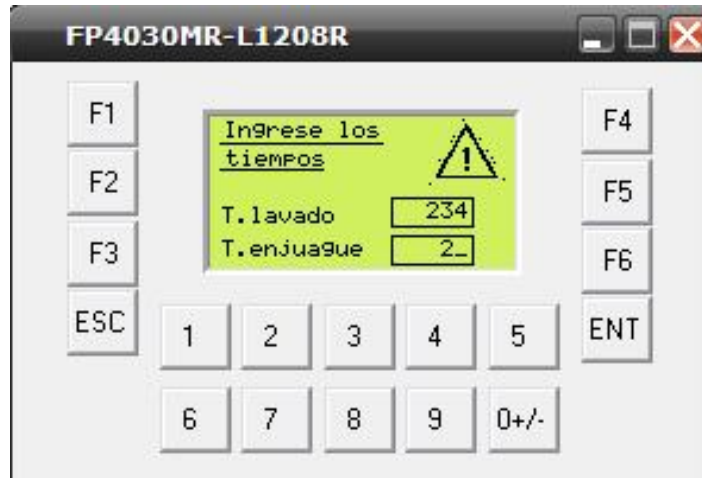 FP4030MR-L1208R
F1
F4
Ingrese los
tiempos
!
F2
F5
T.lavado 234
T.enjuague 2_
F3
F6
ESC
ENT
1 2 3 4 5
6 7 8 9 0+/-